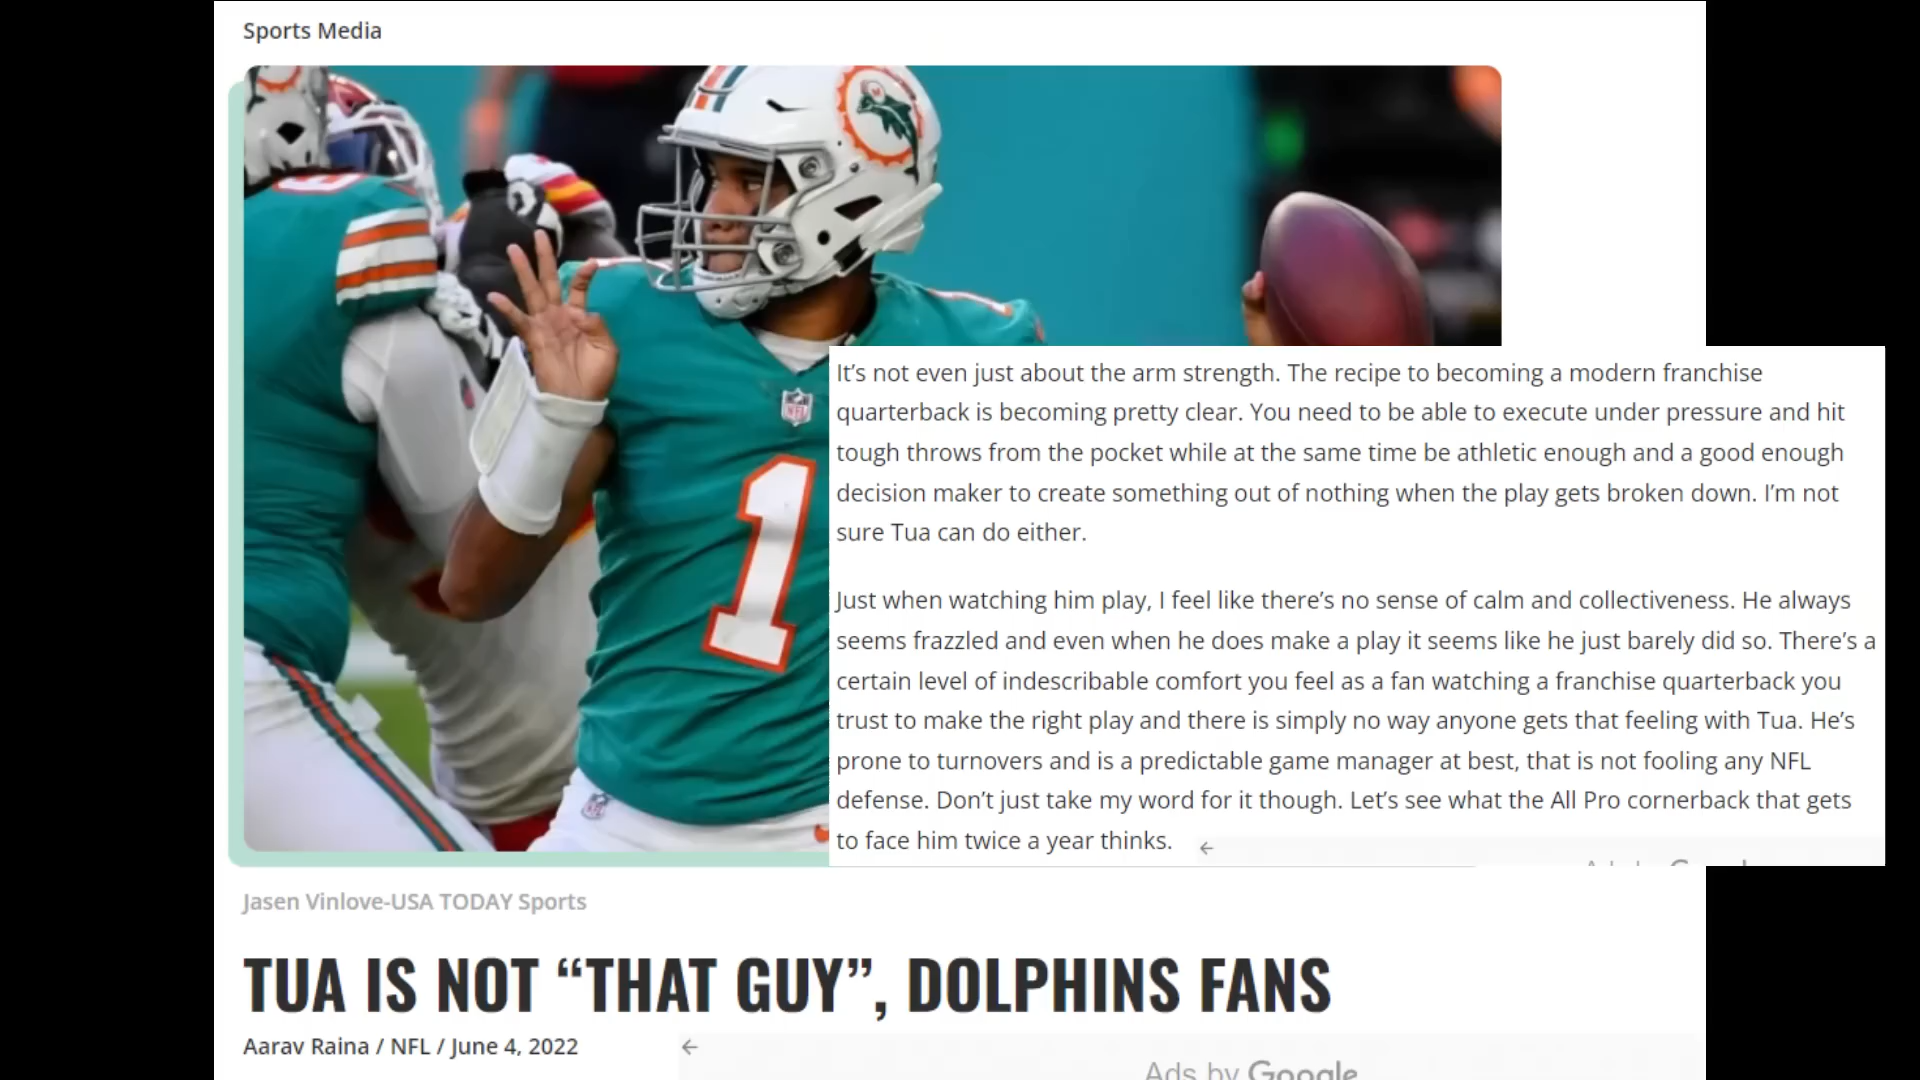 Sports Media
1
NFL
It’s not even just about the arm strength. The recipe to becoming a modern franchise
quarterback is becoming pretty clear. You need to be able to execute under pressure and hit
tough throws from the pocket while at the same time be athletic enough and a good enough
decision maker to create something out of nothing when the play gets broken down. I’m not
sure Tua can do either.
Just when watching him play, I feel like there’s no sense of calm and collectiveness. He always
seems frazzled and even when he does make a play it seems like he just barely did so. There’s a
certain level of indescribable comfort you feel as a fan watching a franchise quarterback you
trust to make the right play and there is simply no way anyone gets that feeling with Tua. He’s
prone to turnovers and is a predictable game manager at best, that is not fooling any NFL
defense. Don’t just take my word for it though. Let’s see what the All Pro cornerback that gets
to face him twice a year thinks.
Jasen Vinlove-USA TODAY Sports
TUA IS NOT “THAT GUY”, DOLPHINS FANS
Aarav Raina / NFL / June 4, 2022
Ads by Google